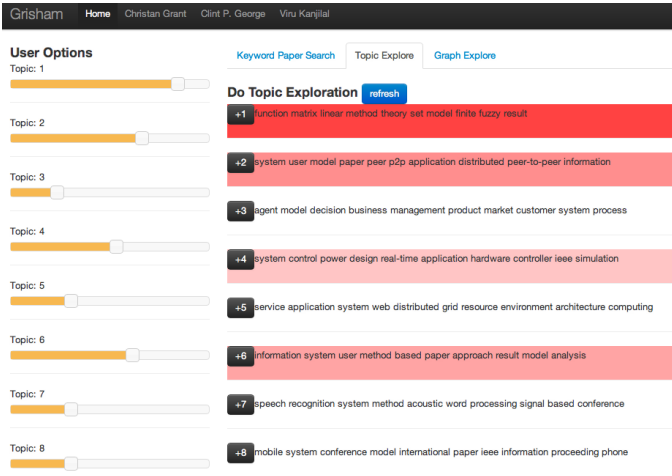 Grisham Home Christan Grant Clint P. George Viru Kanjilal
User Options
Topic: 1
Topic: 2
Topic: 3
Topic: 4
Topic: 5
Topic: 6
Topic: 7
Topic: 8
Keyword Paper Search Topic Explore Graph Explore
Do Topic Exploration refresh
+1 function matrix linear method theory set model finite fuzzy result
+2 system user model paper peer p2p application distributed peer-to-peer information
+3 agent model decision business management product market customer system process
+4 system control power design real-time application hardware controller ieee simulation
+5 service application system web distributed grid resource environment architecture computing
+6 information system user method based paper approach result model analysis
+7 speech recognition system method acoustic word processing signal based conference
+8 mobile system conference model international paper ieee information proceeding phone